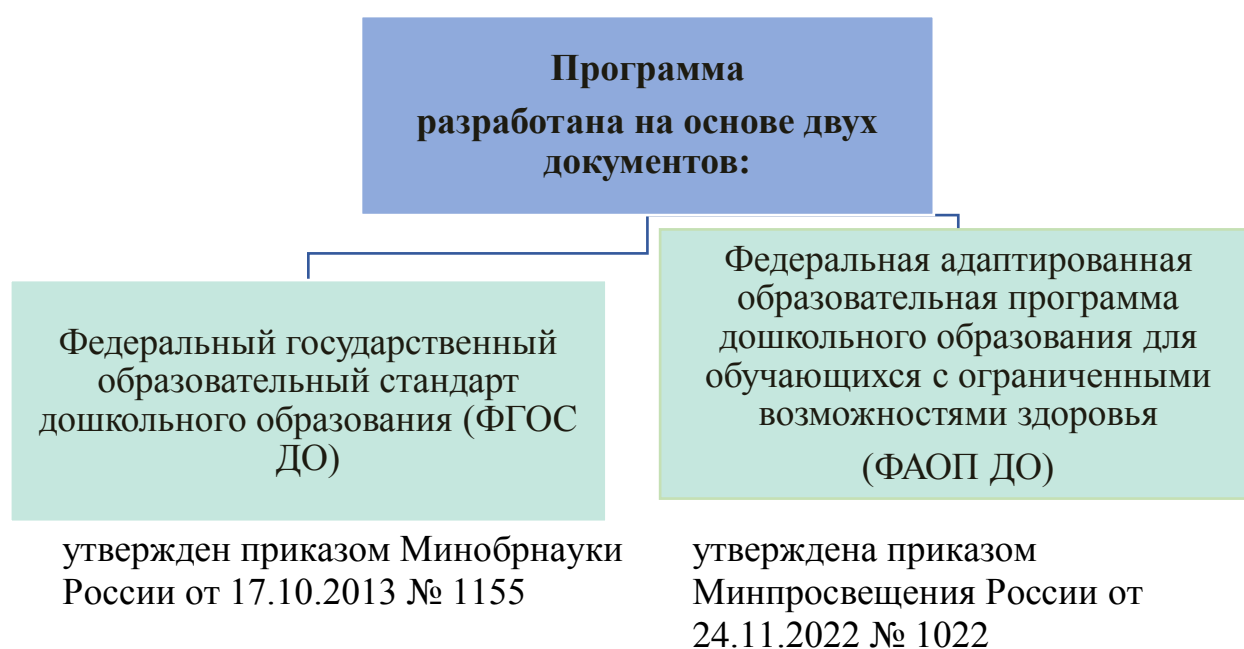 Программа
разработана на основе двух
документов:
Федеральный государственный
образовательный стандарт
дошкольного образования (ФГОС
ДО)
утвержден приказом Минобрнауки
России от 17.10.2013 № 1155
Федеральная адаптированная
образовательная программа
дошкольного образования для
обучающихся с ограниченными
возможностями здоровья
(ФАОП ДО)
утверждена приказом
Минпросвещения России от
24.11.2022 № 1022